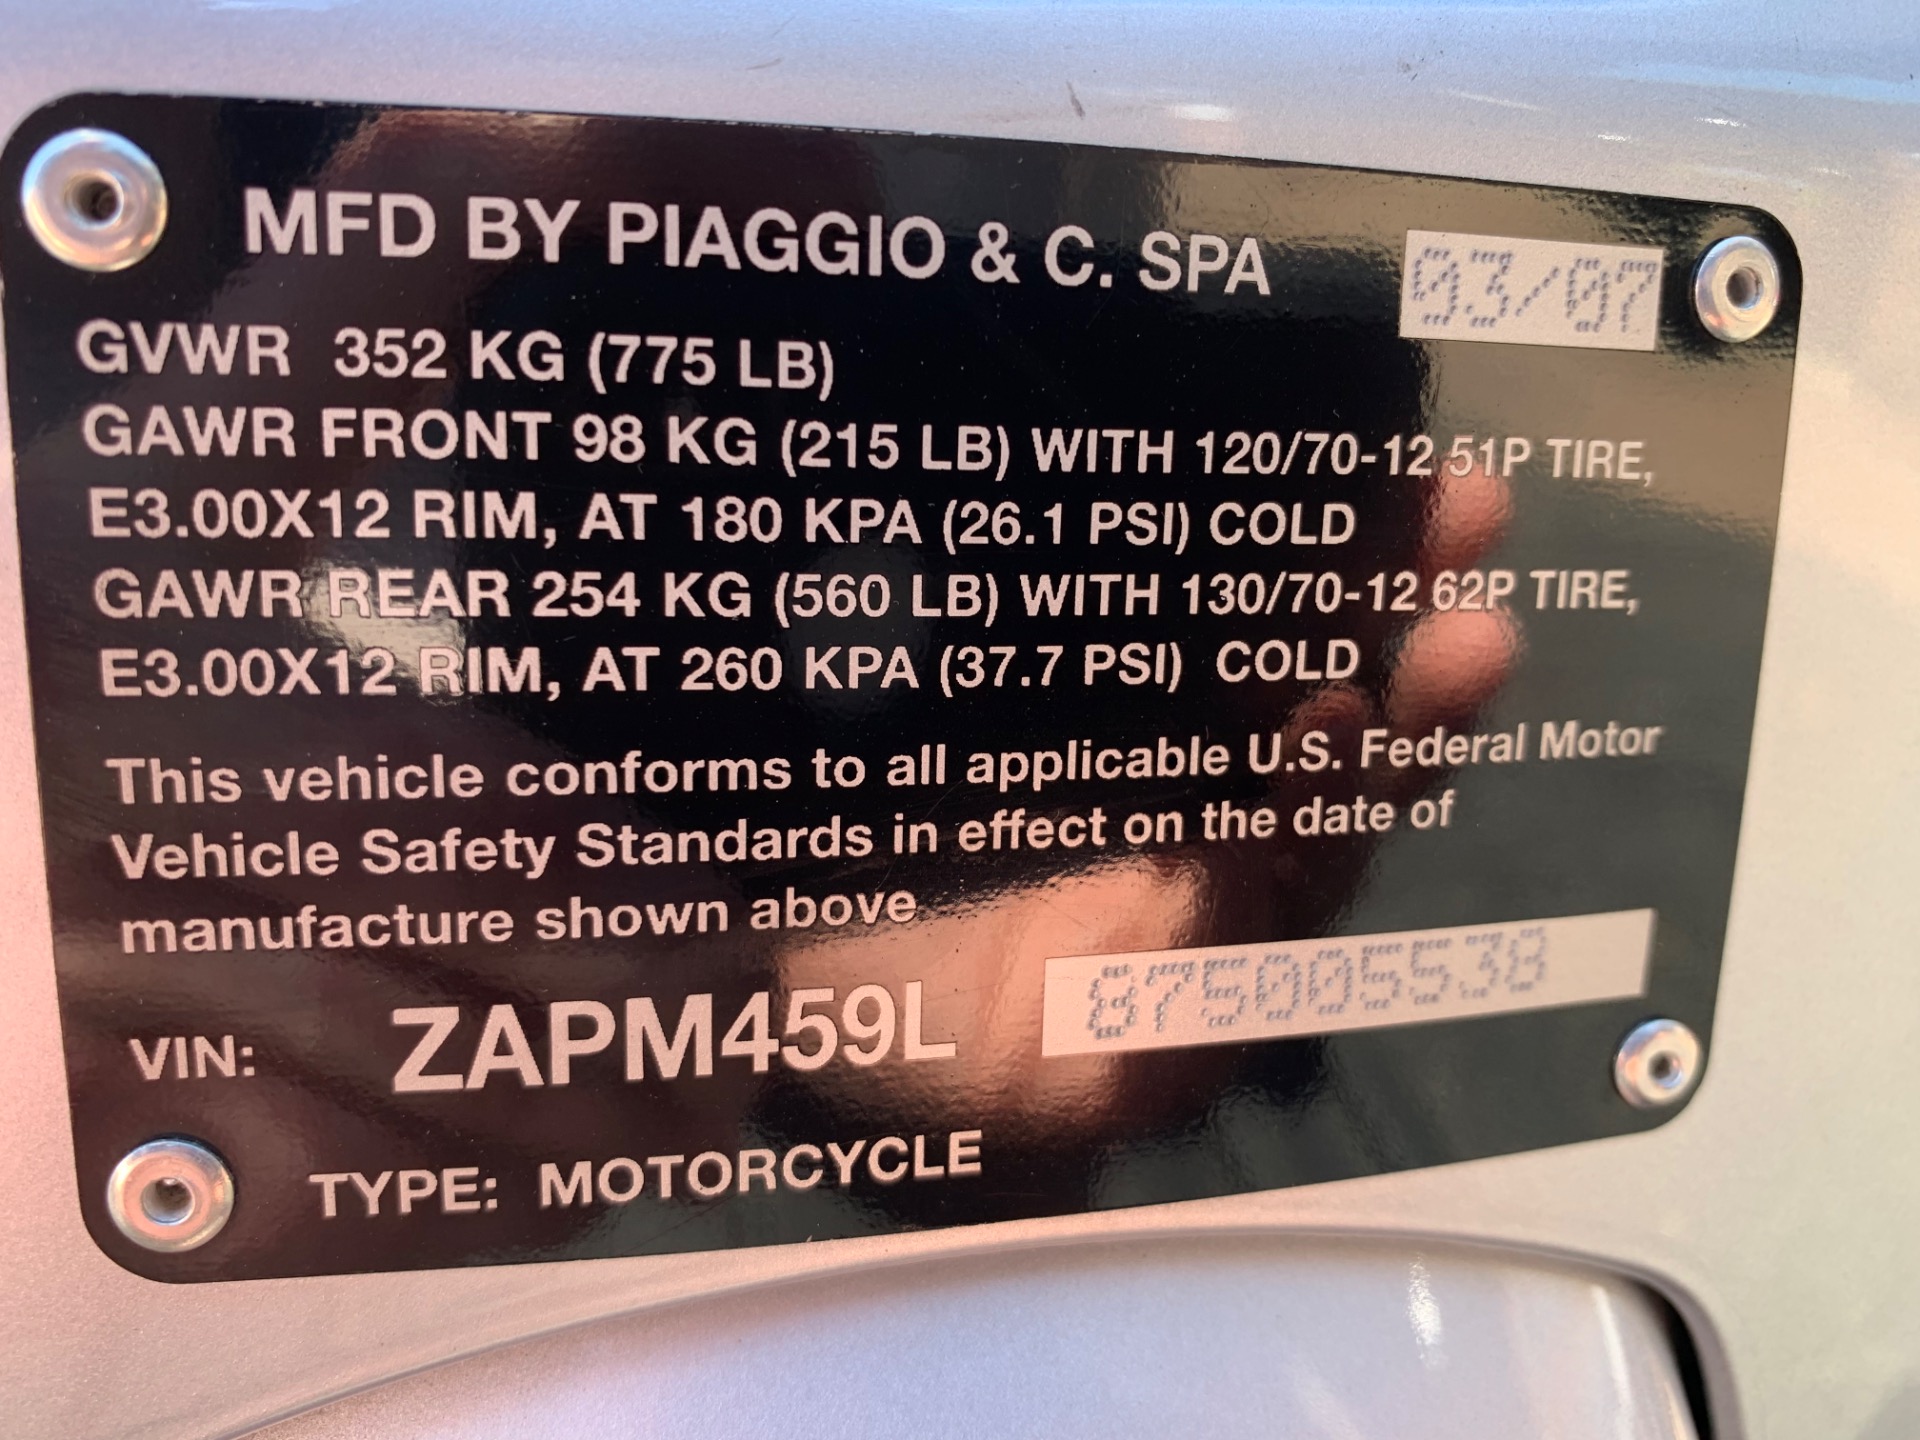 MFD BY PIAGGIO & C. SPA 03/07
GVWR 352 KG (775 LB)
GAWR FRONT 98 KG (215 LB) WITH 120/70-12 51P TIRE,
E3.00X12 RIM, AT 180 KPA (26.1 PSI) COLD
GAWR REAR 254 KG (560 LB) WITH 130/70-12 62P TIRE,
E3.00X12 RIM, AT 260 KPA (37.7 PSI) COLD
This vehicle conforms to all applicable U.S. Federal Motor
Vehicle Safety Standards in effect on the date of
manufacture shown above
VIN: ZAPM459L 875005538
TYPE: MOTORCYCLE